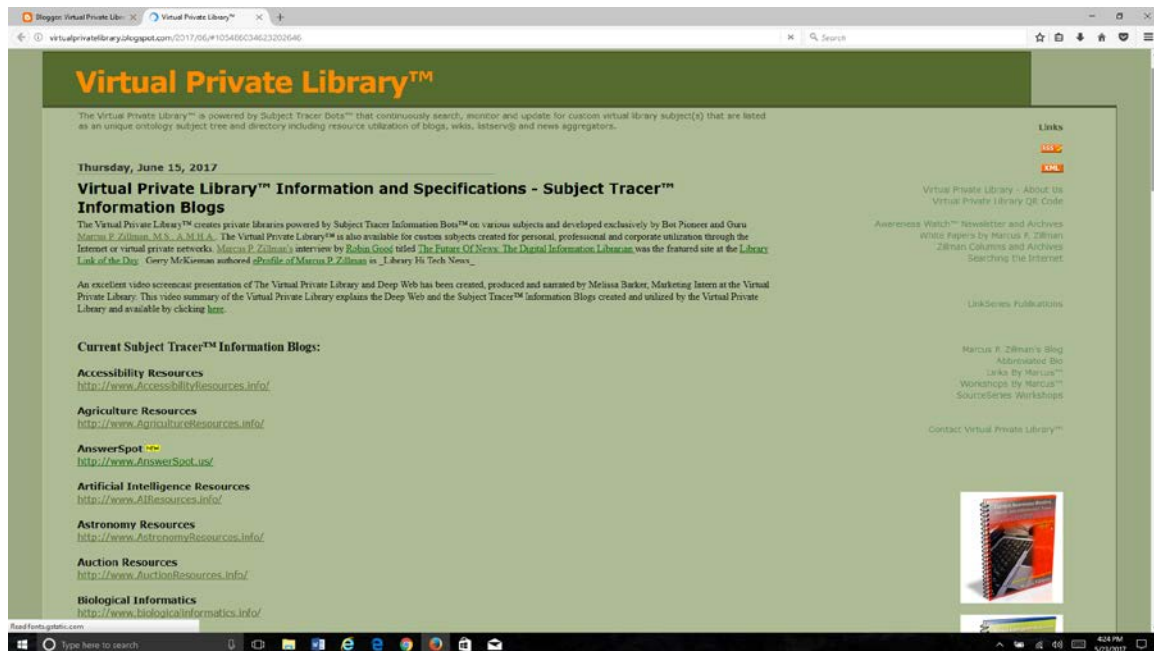 Blogger: Virtual Private Libr
Virtual Private Library™
virtualprivatelibrary.blogspot.com/2017/06/#105486034623202646
Search
Virtual Private Library™
The Virtual Private Library™ is powered by Subject Tracer Bots™ that continuously search, monitor and update for custom virtual library subject(s) that are listed
as an unique ontology subject tree and directory including resource utilization of blogs, wikis, listserv® and news aggregators.
Thursday, June 15, 2017
Virtual Private Library™ Information and Specifications - Subject Tracer™
Information Blogs
The Virtual Private Library™ creates private libraries powered by Subject Tracer Information Bots™ on various subjects and developed exclusively by Bot Pioneer and Guru
Marcus P. Zillman, M.S., A.M.H.A.. The Virtual Private Library™ is also available for custom subjects created for personal, professional and corporate utilization through the
Internet or virtual private networks. Marcus P. Zillman's interview by Robin Good titled The Future Of News: The Digital Information Librarian was the featured site at the Library
Link of the Day. Gerry McKiernan authored eProfile of Marcus P. Zillman in _Library Hi Tech News_
An excellent video screencast presentation of The Virtual Private Library and Deep Web has been created, produced and narrated by Melissa Barker, Marketing Intern at the Virtual
Private Library. This video summary of the Virtual Private Library explains the Deep Web and the Subject Tracer™ Information Blogs created and utilized by the Virtual Private
Library and available by clicking here.
Current Subject Tracer™ Information Blogs:
Accessibility Resources
http://www.AccessibilityResources.info/
Agriculture Resources
http://www.AgricultureResources.info/
AnswerSpot NEW
http://www.AnswerSpot.us/
Artificial Intelligence Resources
http://www.AIResources.info/
Astronomy Resources
http://www.AstronomyResources.info/
Auction Resources
http://www.AuctionResources.info/
Biological Informatics
http://www.biologicalinformatics.info/
Links
RSS
XML
Virtual Private Library - About Us
Virtual Private Library QR Code
Awareness Watch™ Newsletter and Archives
White Papers by Marcus P. Zillman
Zillman Columns and Archives
Searching the Internet
LinkSeries Publications
Marcus P. Zillman's Blog
Abbreviated Bio
Links By Marcus™
Workshops By Marcus™
SourceSeries Workshops
Contact Virtual Private Library™
Read fonts.gstatic.com
Type here to search
4:24 PM
5/23/2017